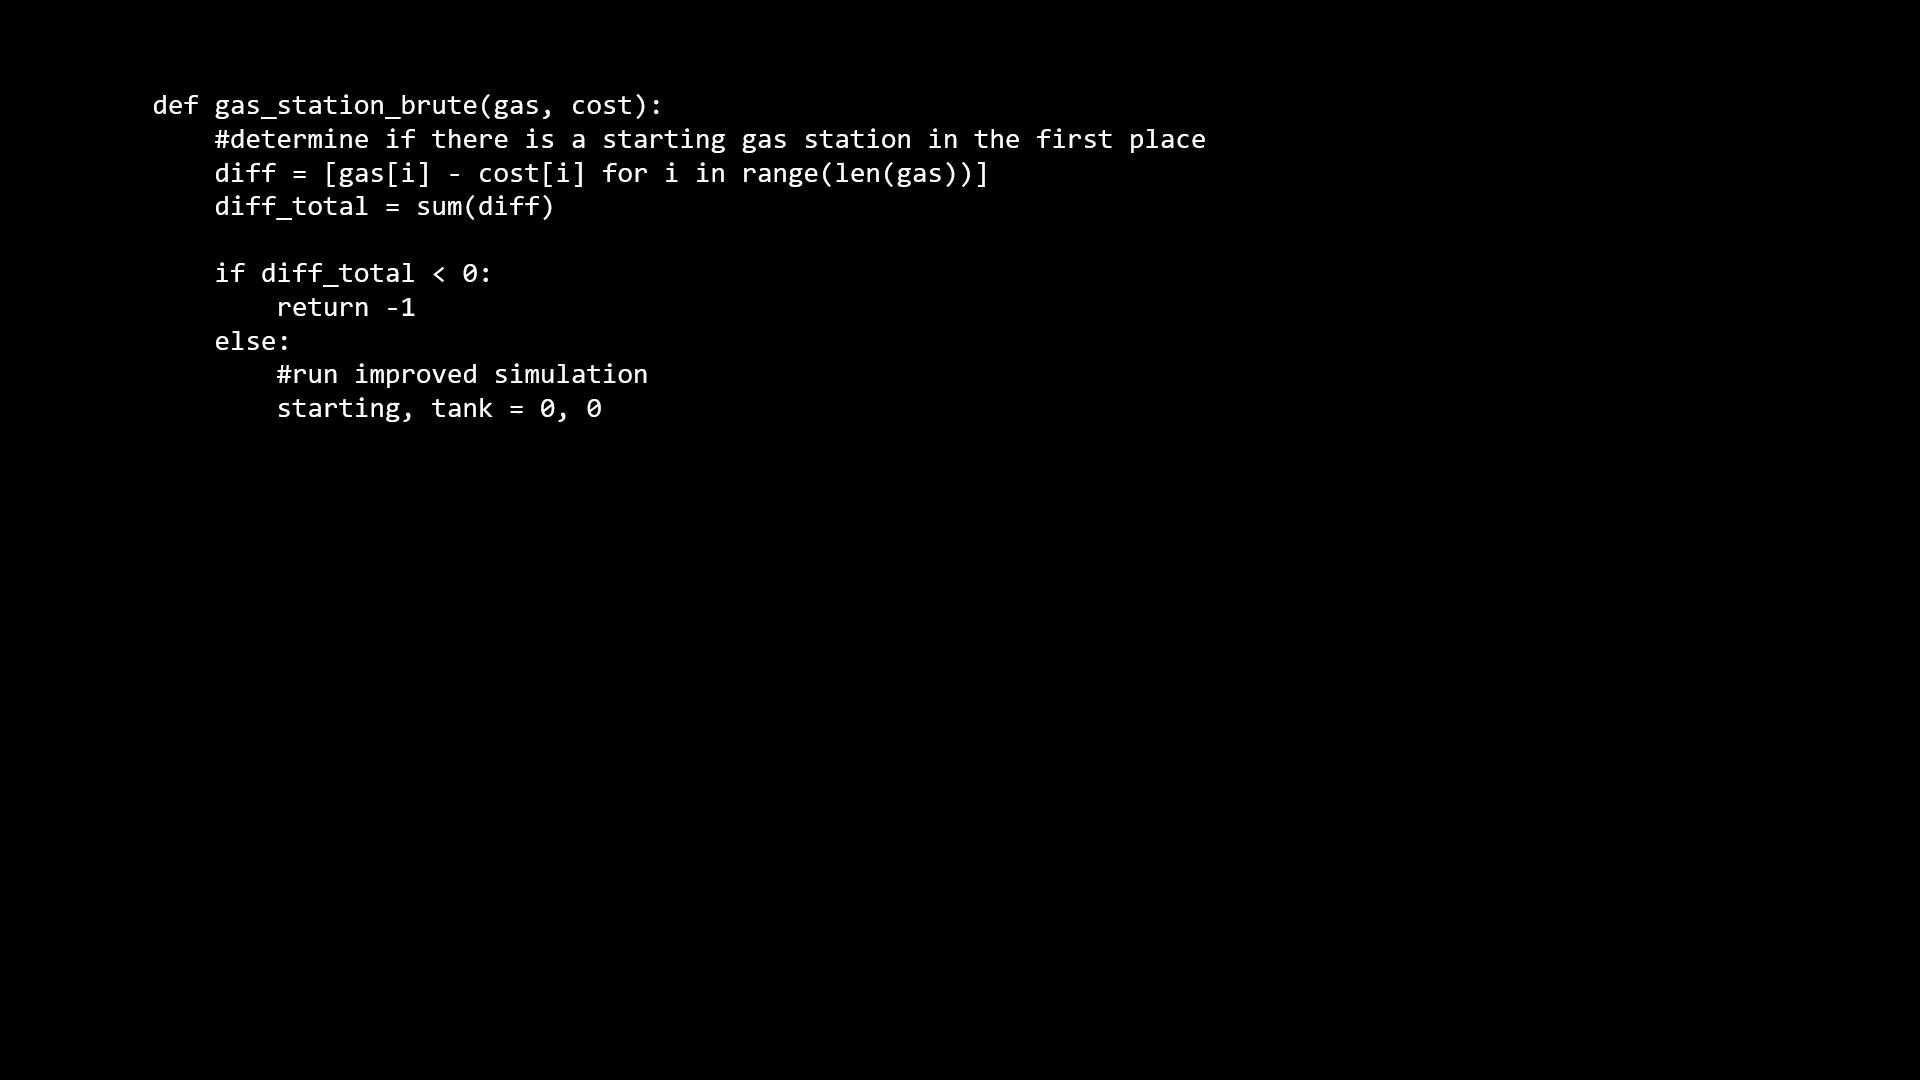 def gas_station_brute(gas, cost):
    #determine if there is a starting gas station in the first place
    diff = [gas[i] - cost[i] for i in range(len(gas))]
    diff_total = sum(diff)

    if diff_total < 0:
        return -1
    else:
        #run improved simulation
        starting, tank = 0, 0